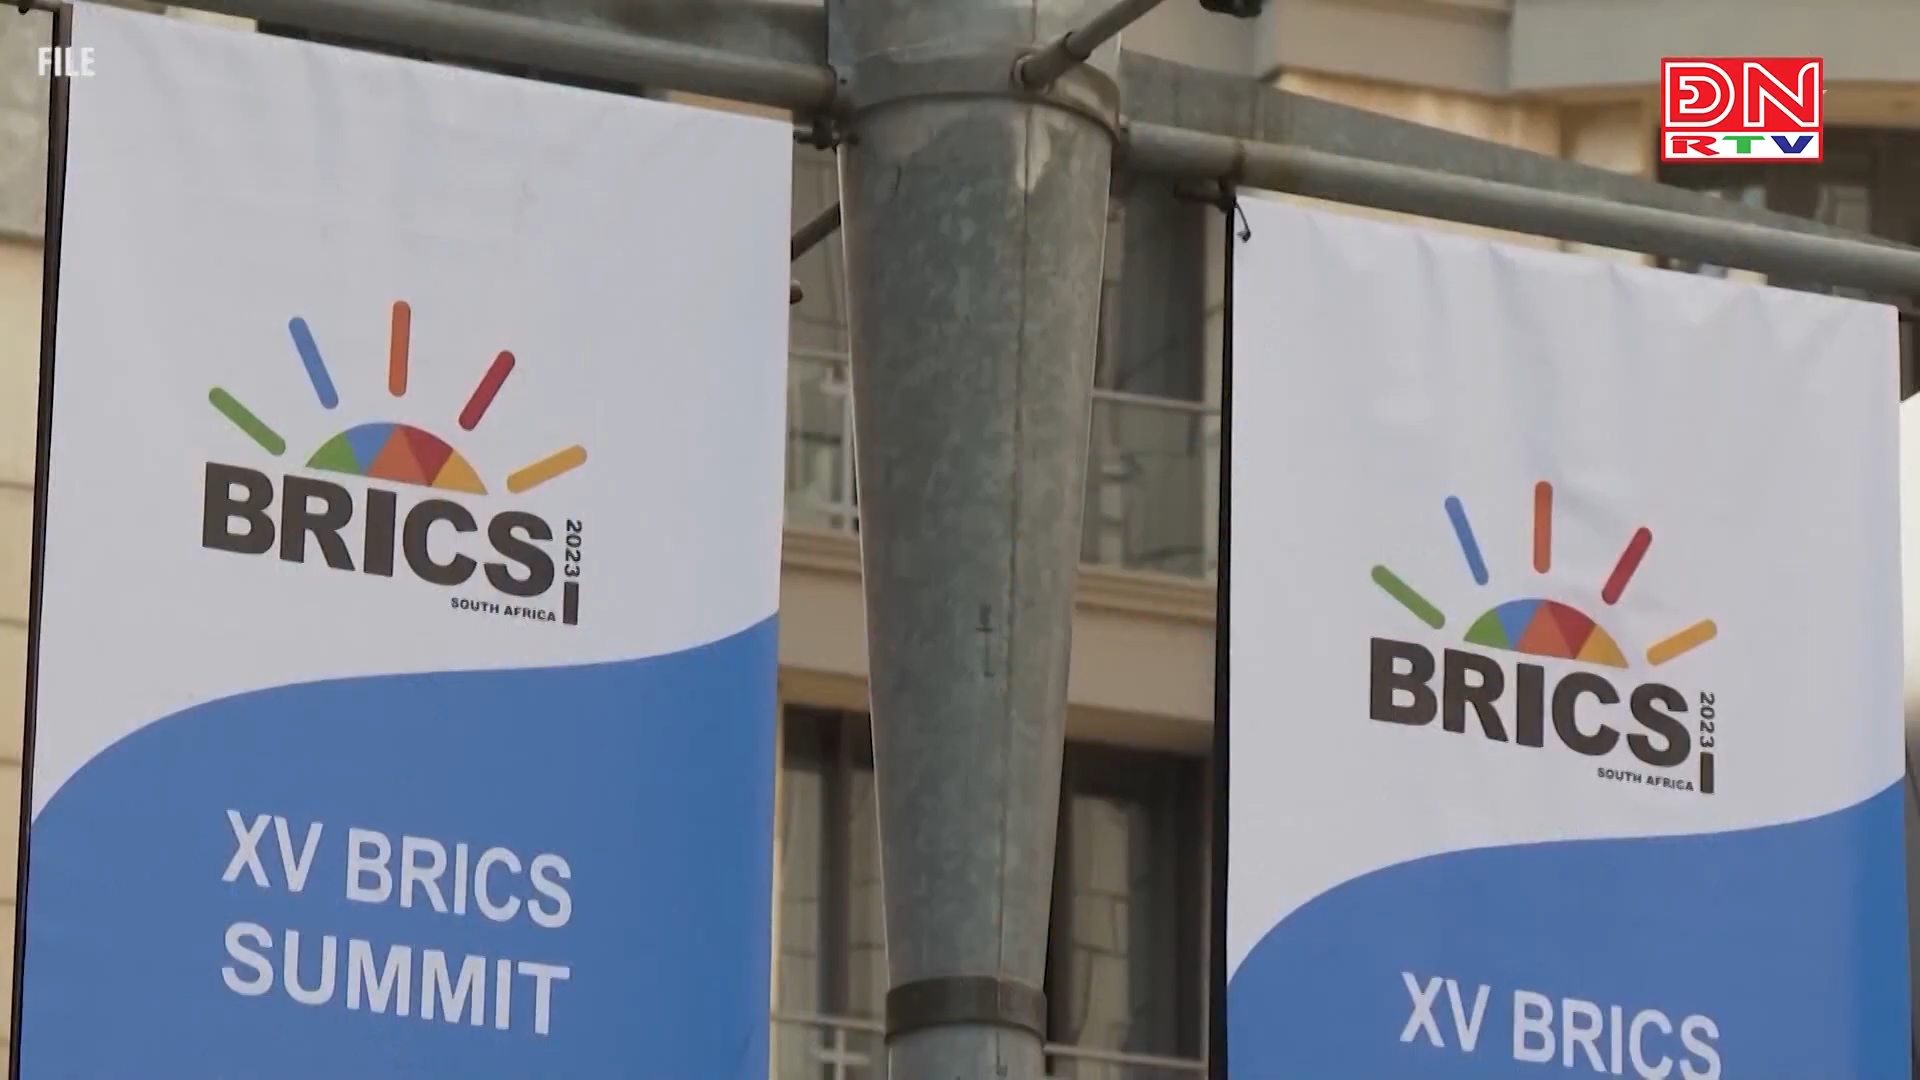 FILE
ĐN
RTV
BRICS
2023
SOUTH AFRICA
XV BRICS
SUMMIT
BRICS
2023
SOUTH AFRICA
XV BRICS